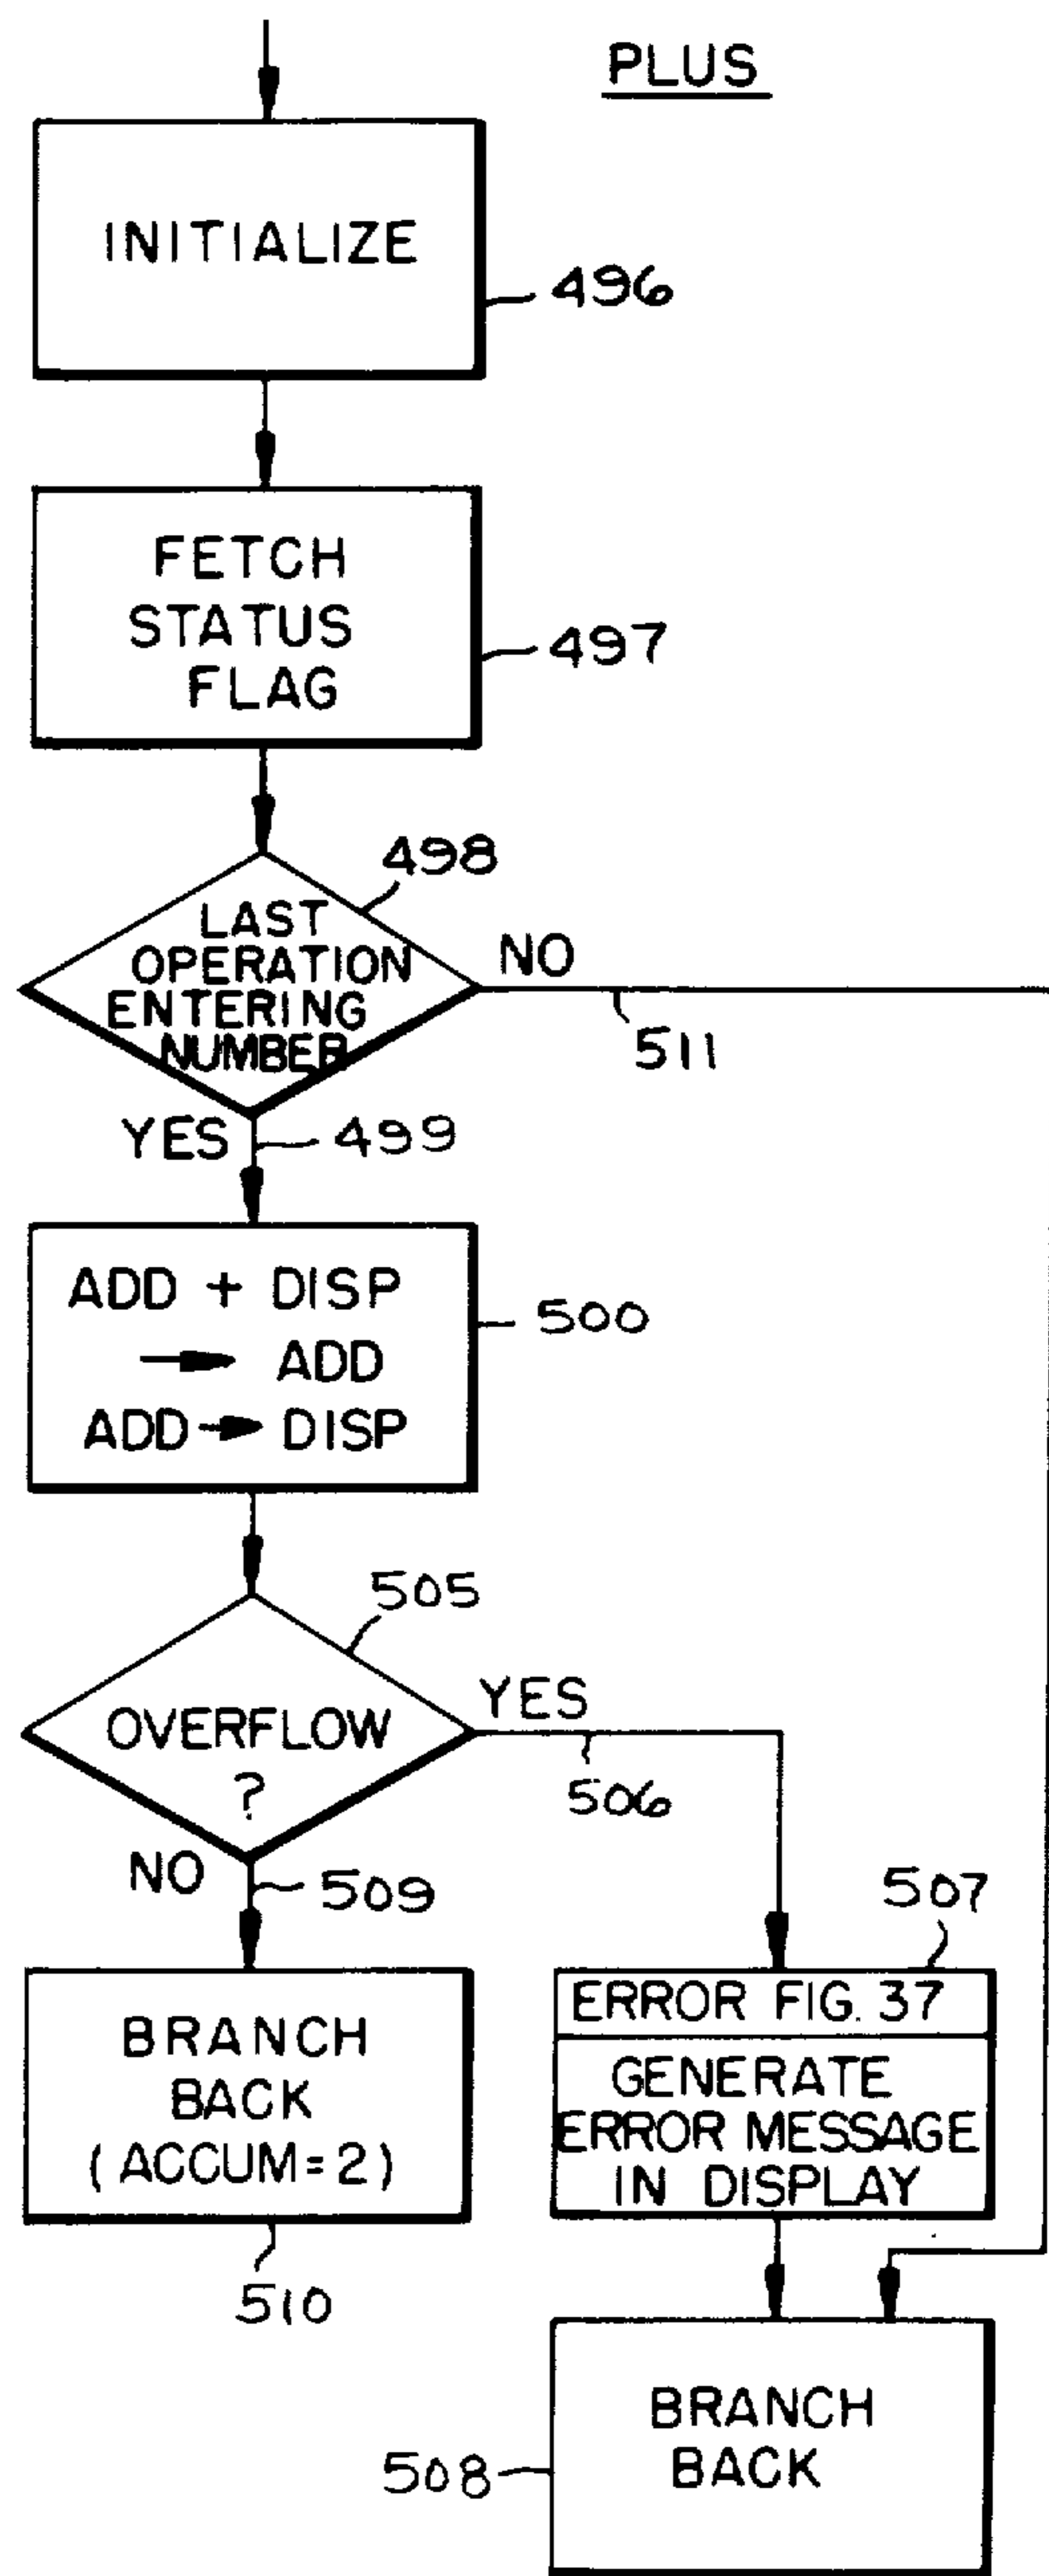 PLUS
INITIALIZE
496
FETCH
STATUS
FLAG
497
498
LAST
OPERATION
ENTERING
NUMBER
NO
511
YES
499
ADD + DISP
→ ADD
ADD → DISP
500
505
OVERFLOW
?
YES
506
NO
509
507
BRANCH
BACK
(ACCUM=2)
510
ERROR FIG. 37
GENERATE
ERROR MESSAGE
IN DISPLAY
BRANCH
BACK
508